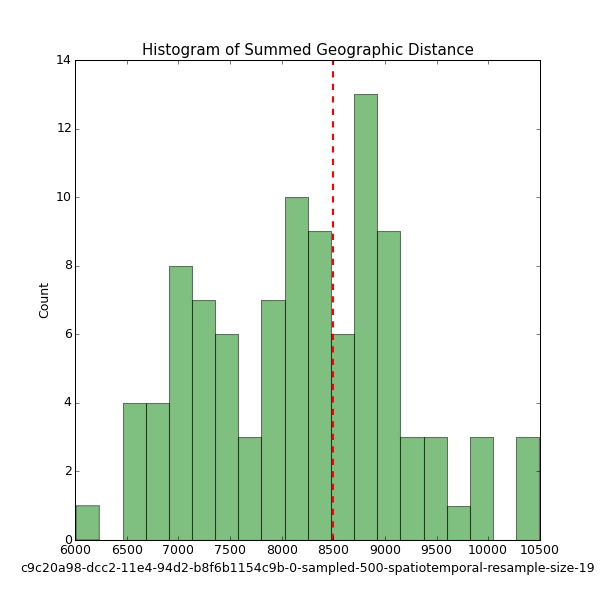 Histogram of Summed Geographic Distance
14
12
10
8
6
4
2
0
Count
6000 6500 7000 7500 8000 8500 9000 9500 10000 10500
c9c20a98-dcc2-11e4-94d2-b8f6b1154c9b-0-sampled-500-spatiotemporal-resample-size-19